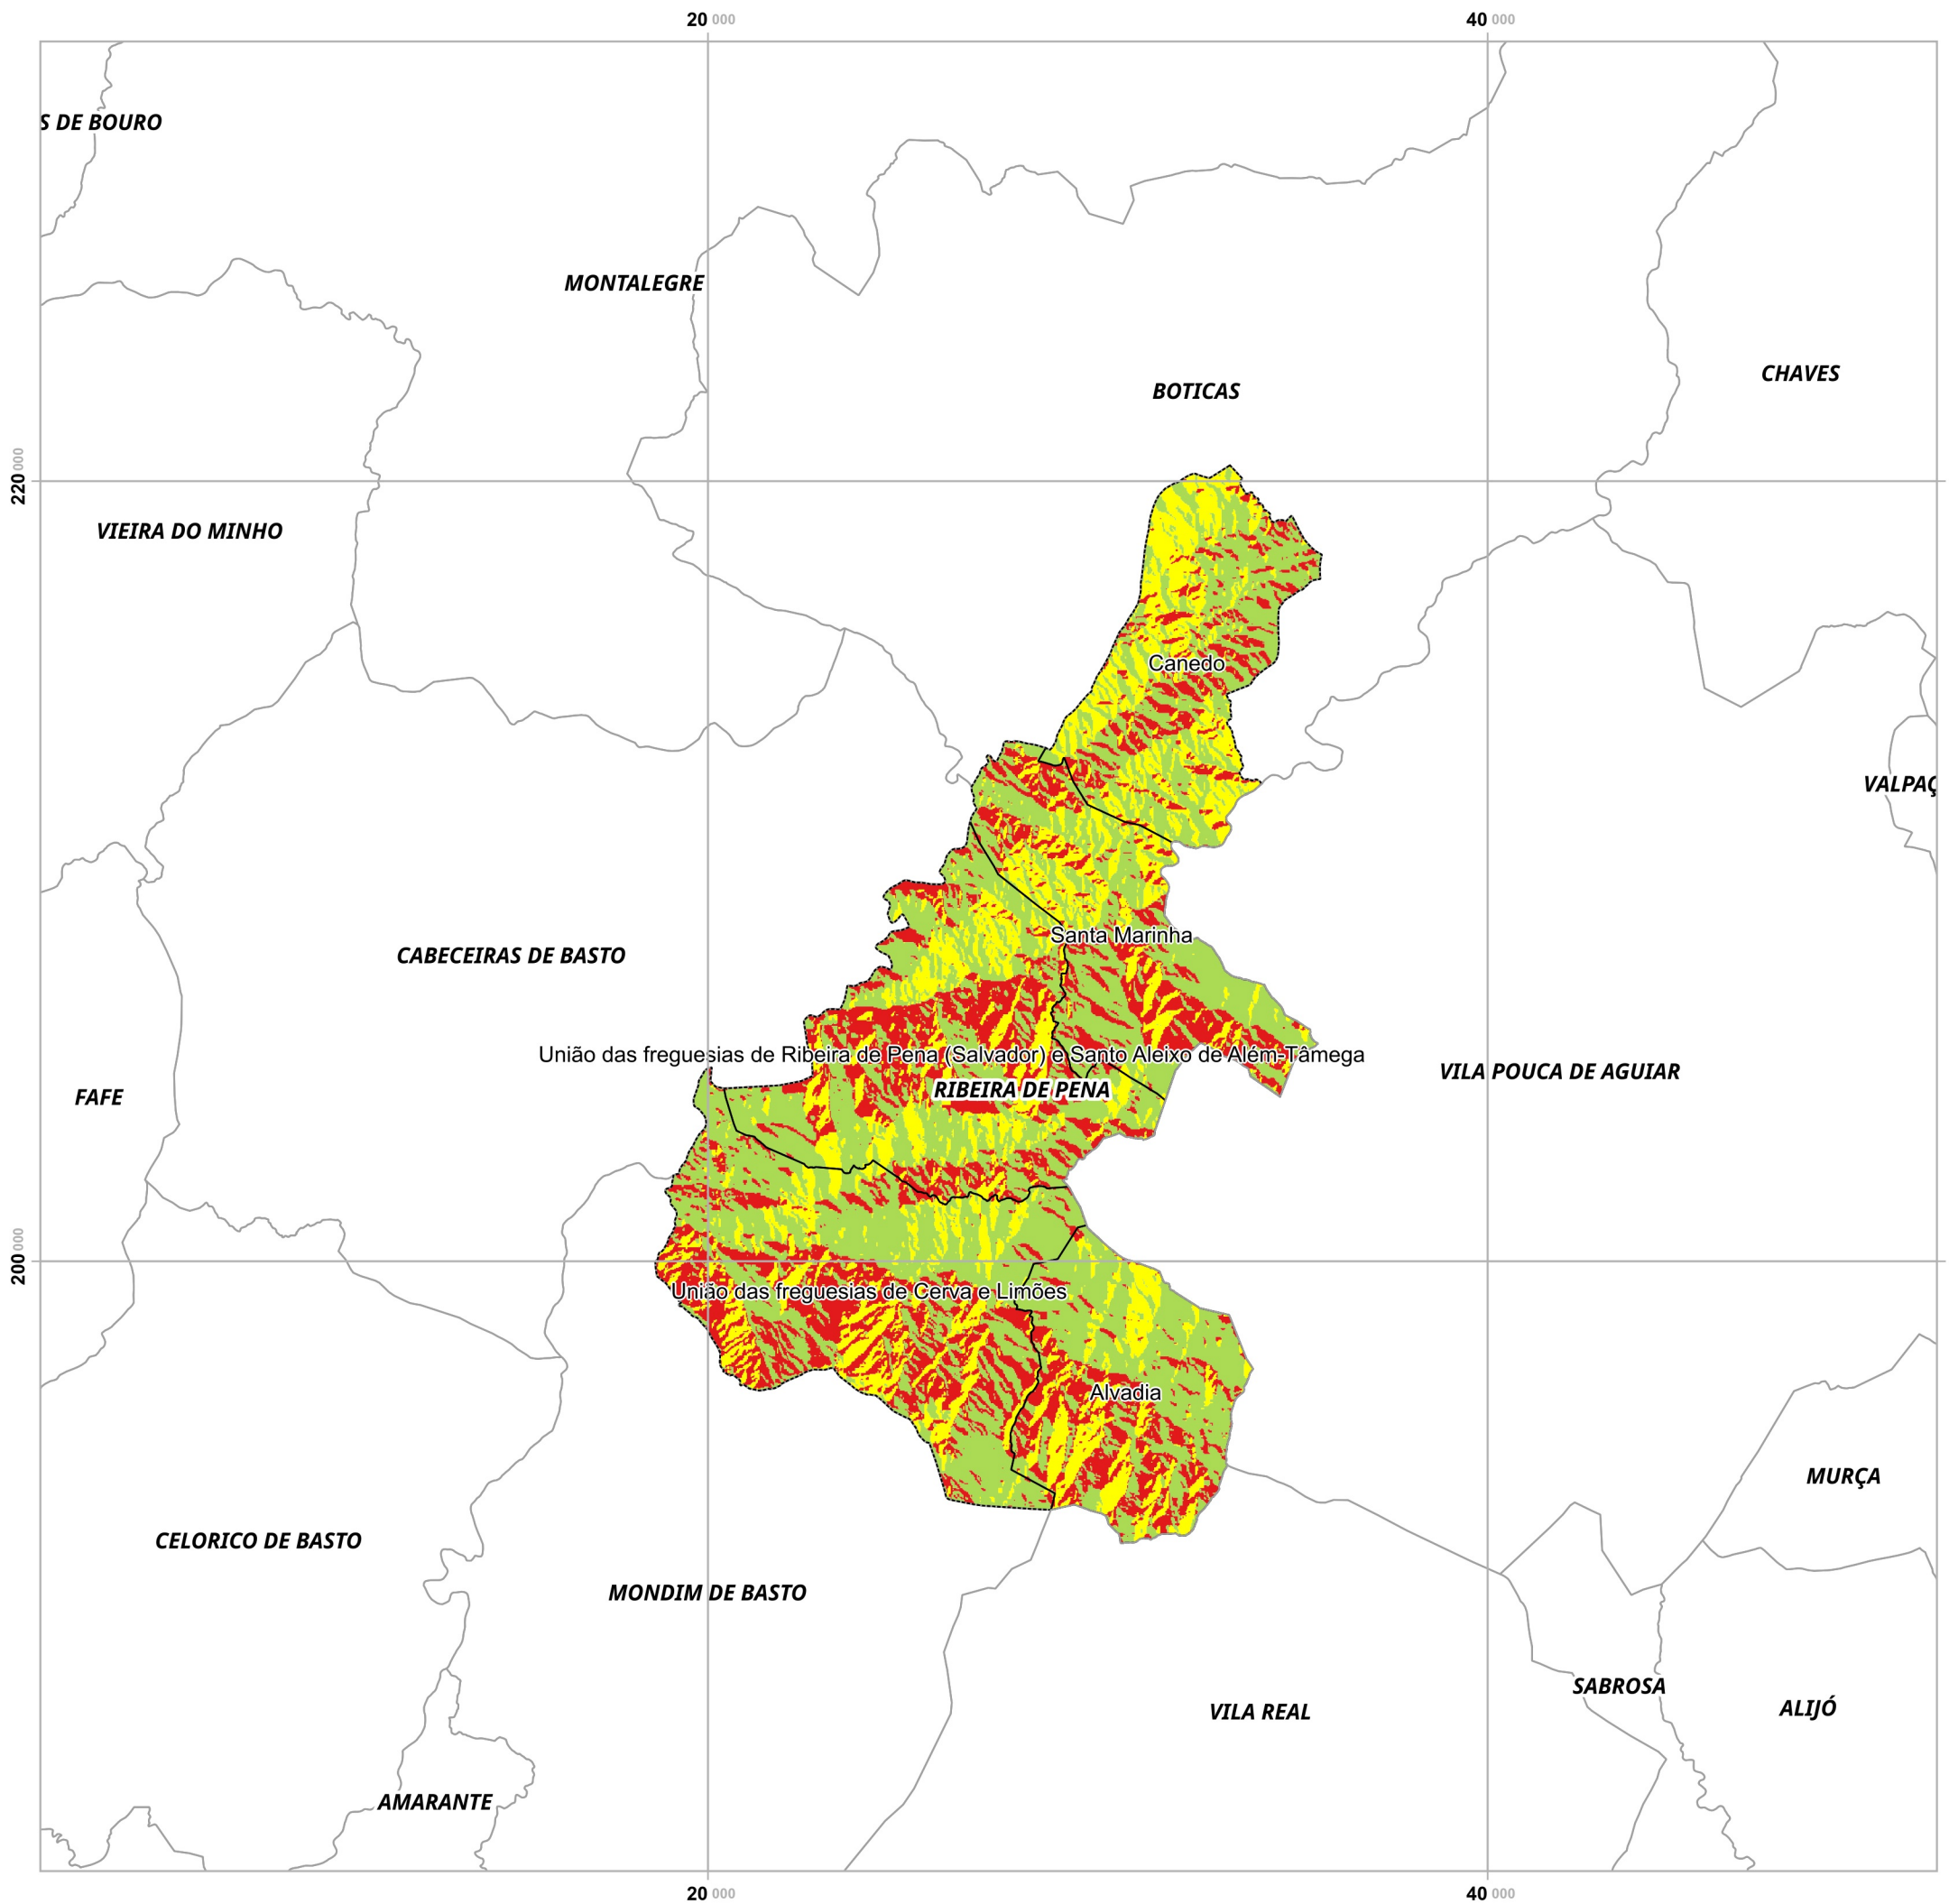 20 000
40 000
S DE BOURO
MONTALEGRE
CHAVES
BOTICAS
220 000
VIEIRA DO MINHO
Canedo
VALPAÇ
Santa Marinha
CABECEIRAS DE BASTO
União das freguesias de Ribeira de Pena (Salvador) e Santo Aleixo de Além-Tâmega
VILA POUCA DE AGUIAR
RIBEIRA DE PENA
FAFE
200 000
União das freguesias de Cerva e Limões
Alvadia
MURÇA
CELORICO DE BASTO
MONDIM DE BASTO
SABROSA
VILA REAL
ALIJÓ
AMARANTE
20 000
40 000